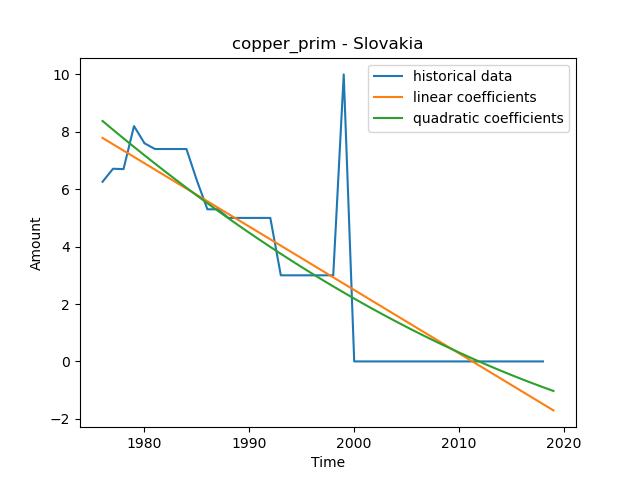 copper_prim - Slovakia
historical data
linear coefficients
quadratic coefficients
10
8
6
4
2
0
−2
Amount
1980
1990
2000
2010
2020
Time